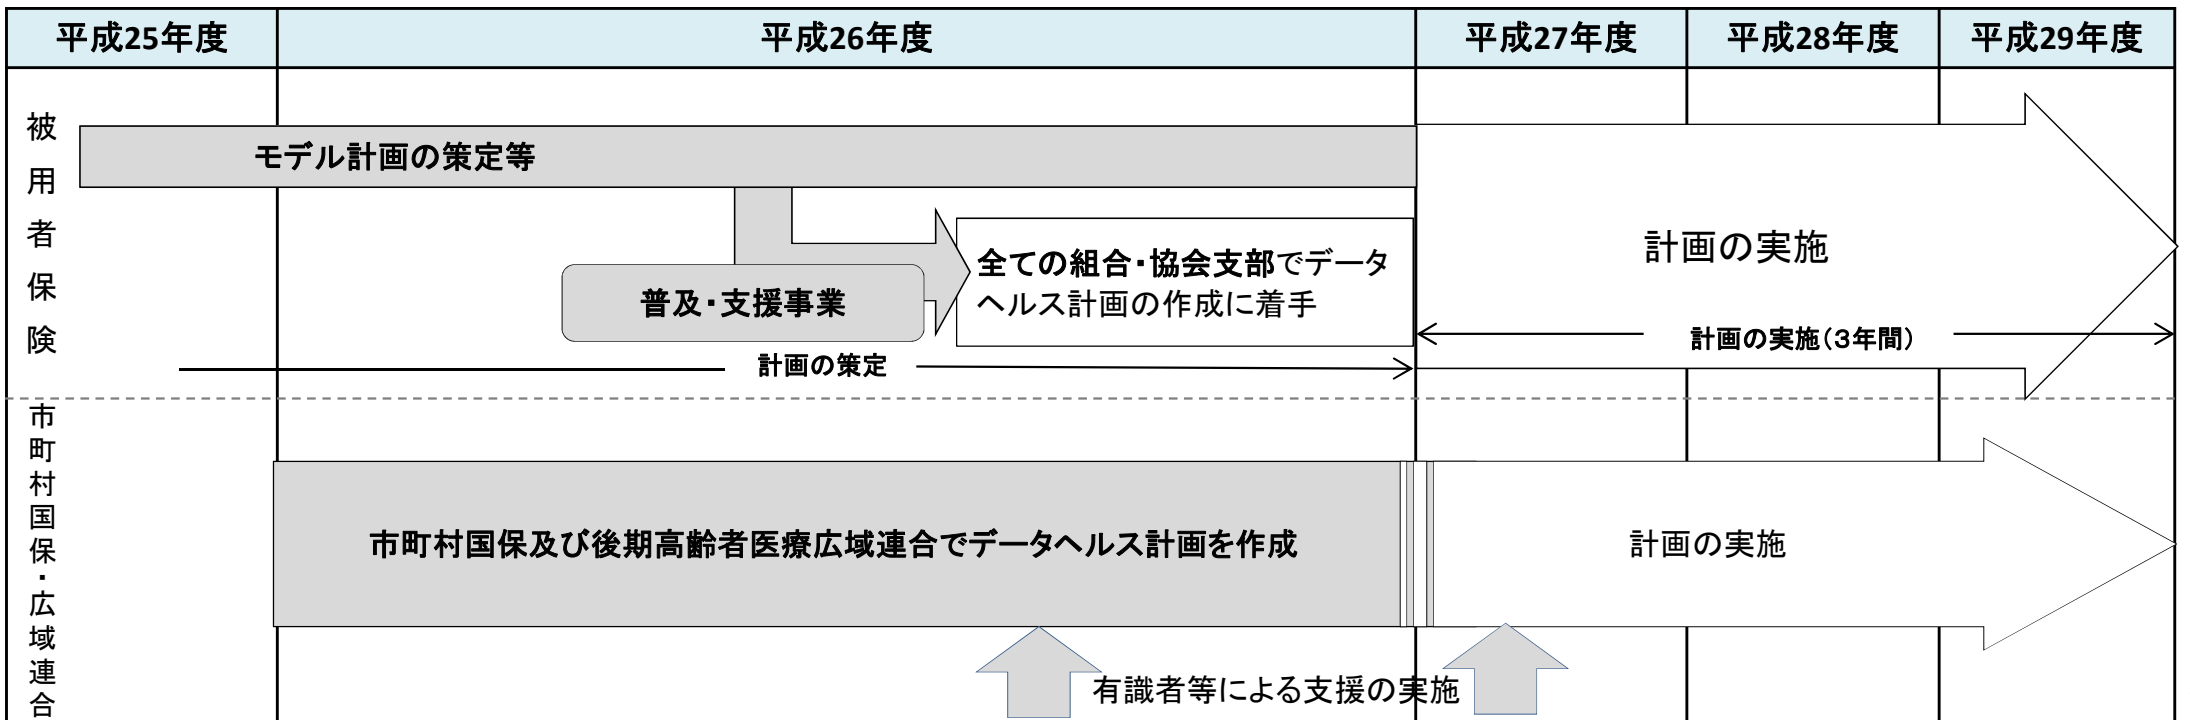 平成25年度
平成26年度
平成27年度
平成28年度
平成29年度
被用者保険
モデル計画の策定等
普及・支援事業
全ての組合・協会支部でデータ
ヘルス計画の作成に着手
計画の実施
計画の策定
計画の実施（３年間）
市町村国保・広域連合
市町村国保及び後期高齢者医療広域連合でデータヘルス計画を作成
計画の実施
有識者等による支援の実施